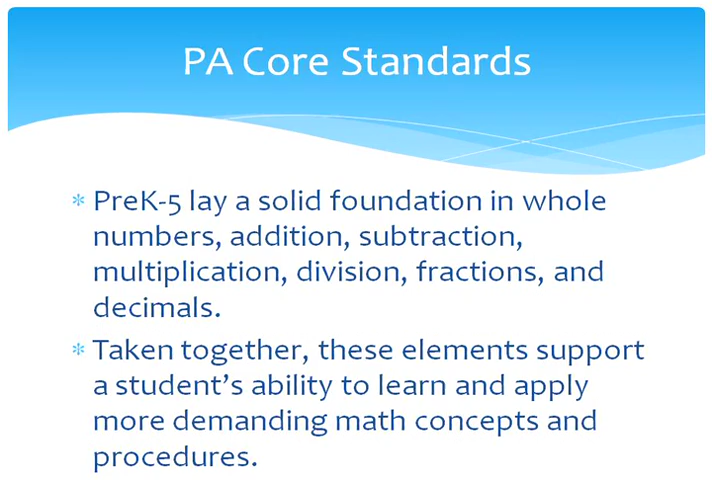 PA Core Standards
* PreK-5 lay a solid foundation in whole
numbers, addition, subtraction,
multiplication, division, fractions, and
decimals.
* Taken together, these elements support
a student’s ability to learn and apply
more demanding math concepts and
procedures.